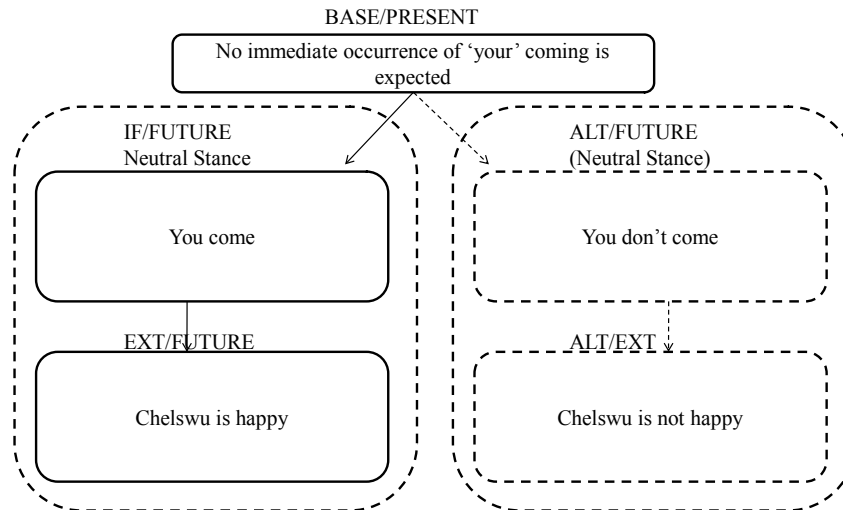 BASE/PRESENT
No immediate occurrence of ‘your’ coming is
expected
IF/FUTURE
Neutral Stance
You come
EXT/FUTURE
Chelswu is happy
ALT/FUTURE
(Neutral Stance)
You don’t come
ALT/EXT
Chelswu is not happy